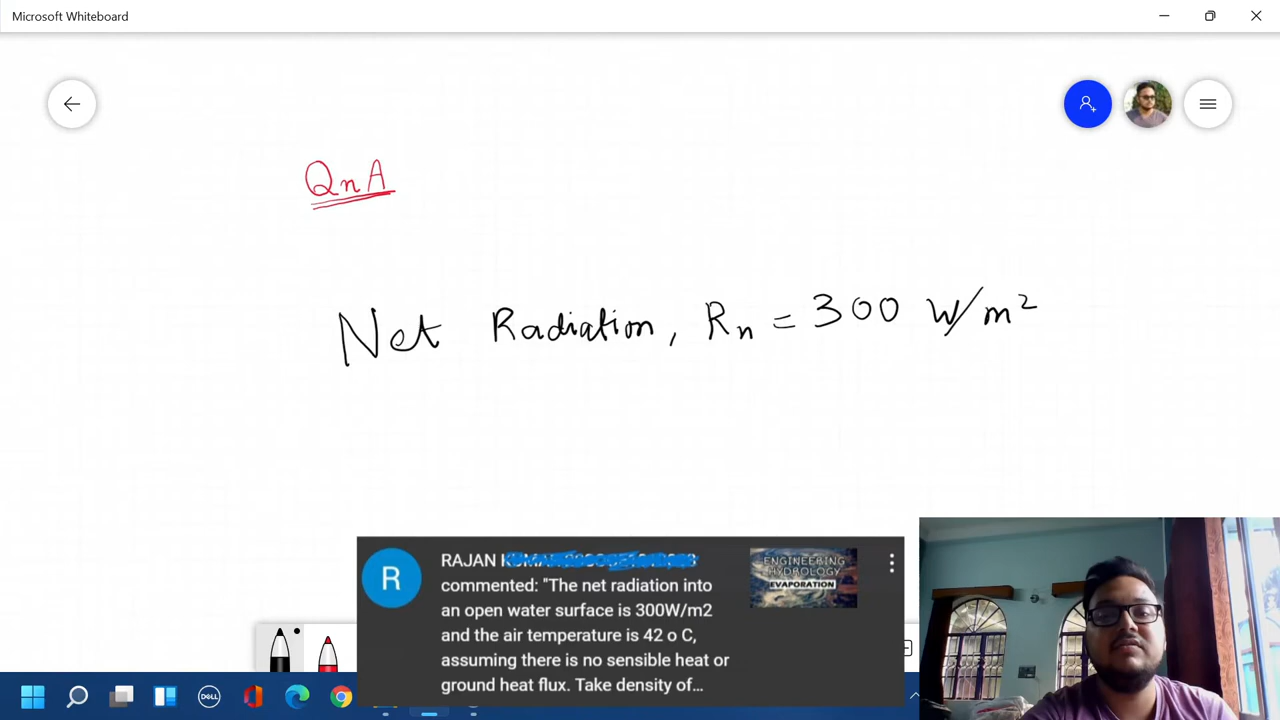 Microsoft Whiteboard
QnA
Net Radiation, Rn = 300 W/m²
RAJAN
commented: "The net radiation into
an open water surface is 300W/m2
and the air temperature is 42 o C,
assuming there is no sensible heat or
ground heat flux. Take density of...
R
ENGINEERING
HYDROLOGY
EVAPORATION
DELL